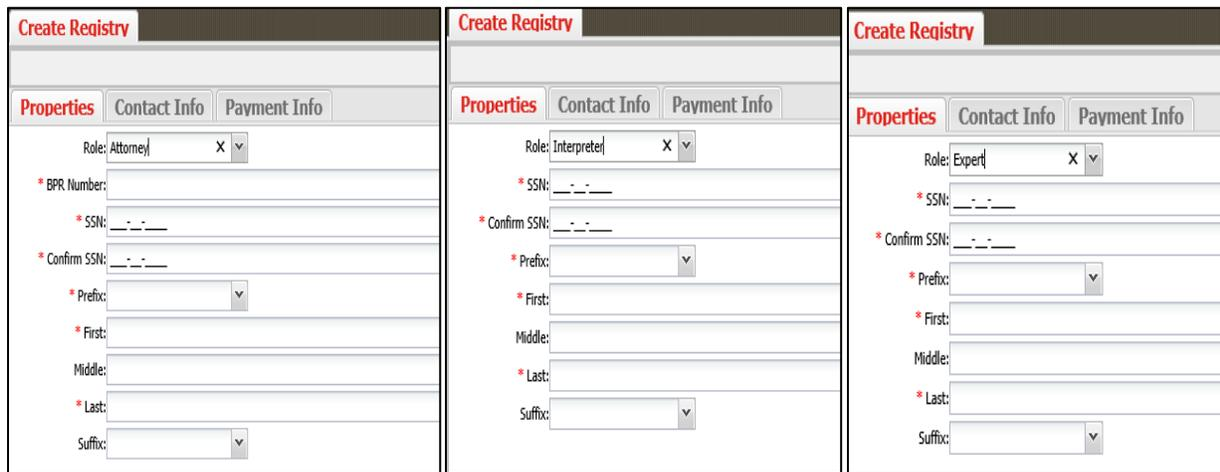 Create Registry
Properties Contact Info Payment Info
Role: Attorney X
* BPR Number:
* SSN: __-_-___
* Confirm SSN: __-_-___
* Prefix:
* First:
Middle:
* Last:
Suffix:
Create Registry
Properties Contact Info Payment Info
Role: Interpreter X
* SSN: __-_-___
* Confirm SSN: __-_-___
* Prefix:
* First:
Middle:
* Last:
Suffix:
Create Registry
Properties Contact Info Payment Info
Role: Expert X
* SSN: __-_-___
* Confirm SSN: __-_-___
* Prefix:
* First:
Middle:
* Last:
Suffix: